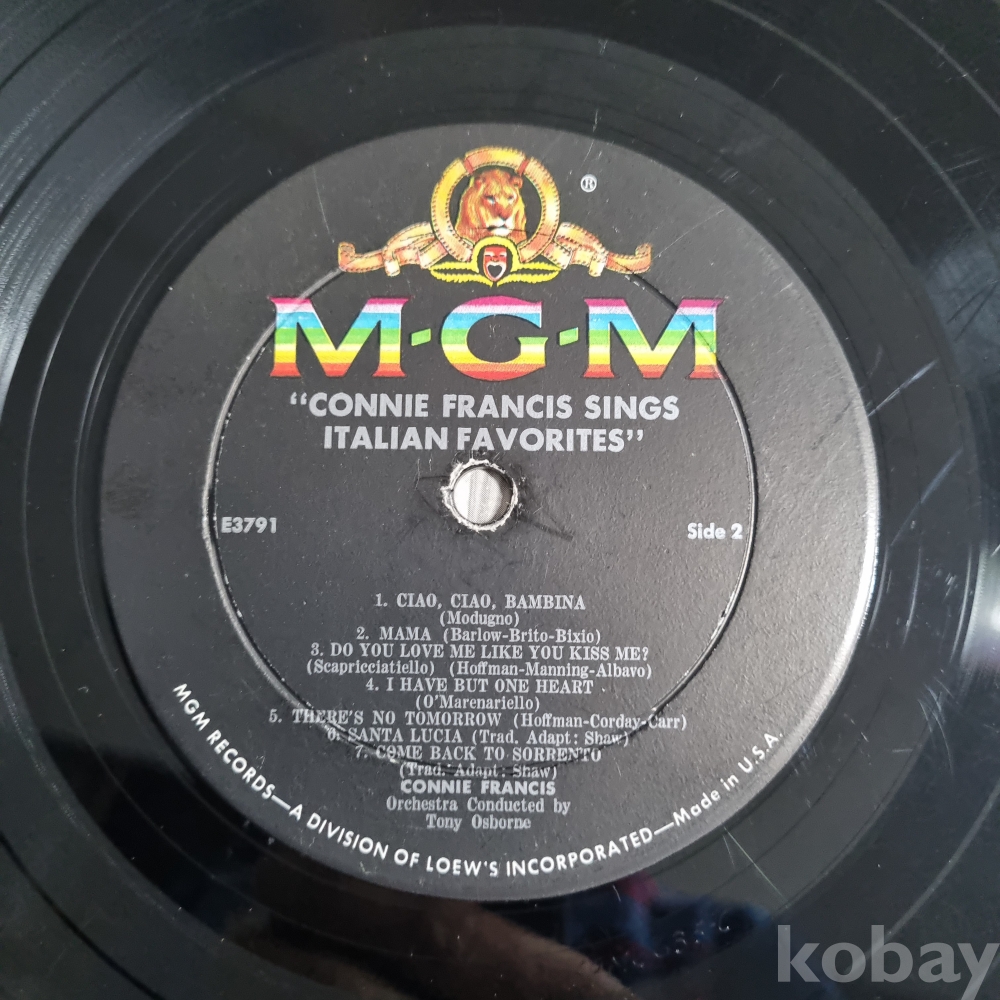 ®
M-G-M
"CONNIE FRANCIS SINGS
ITALIAN FAVORITES"
E3791
Side 2
1. CIAO, CIAO, BAMBINA
(Modugno)
2. MAMA (Barlow-Brito-Bixio)
3. DO YOU LOVE ME LIKE YOU KISS ME?
(Scapricciatiello) (Hoffman-Manning-Albavo)
4. I HAVE BUT ONE HEART
(O'Marenariello)
5. THERE'S NO TOMORROW (Hoffman-Corday-Carr)
6. SANTA LUCIA (Trad. Adapt: Shaw)
7. COME BACK TO SORRENTO
(Trad. Adapt: Shaw)
CONNIE FRANCIS
Orchestra Conducted by
Tony Osborne
MGM RECORDS—A DIVISION OF LOEW'S INCORPORATED—Made in U.S.A.
kobay